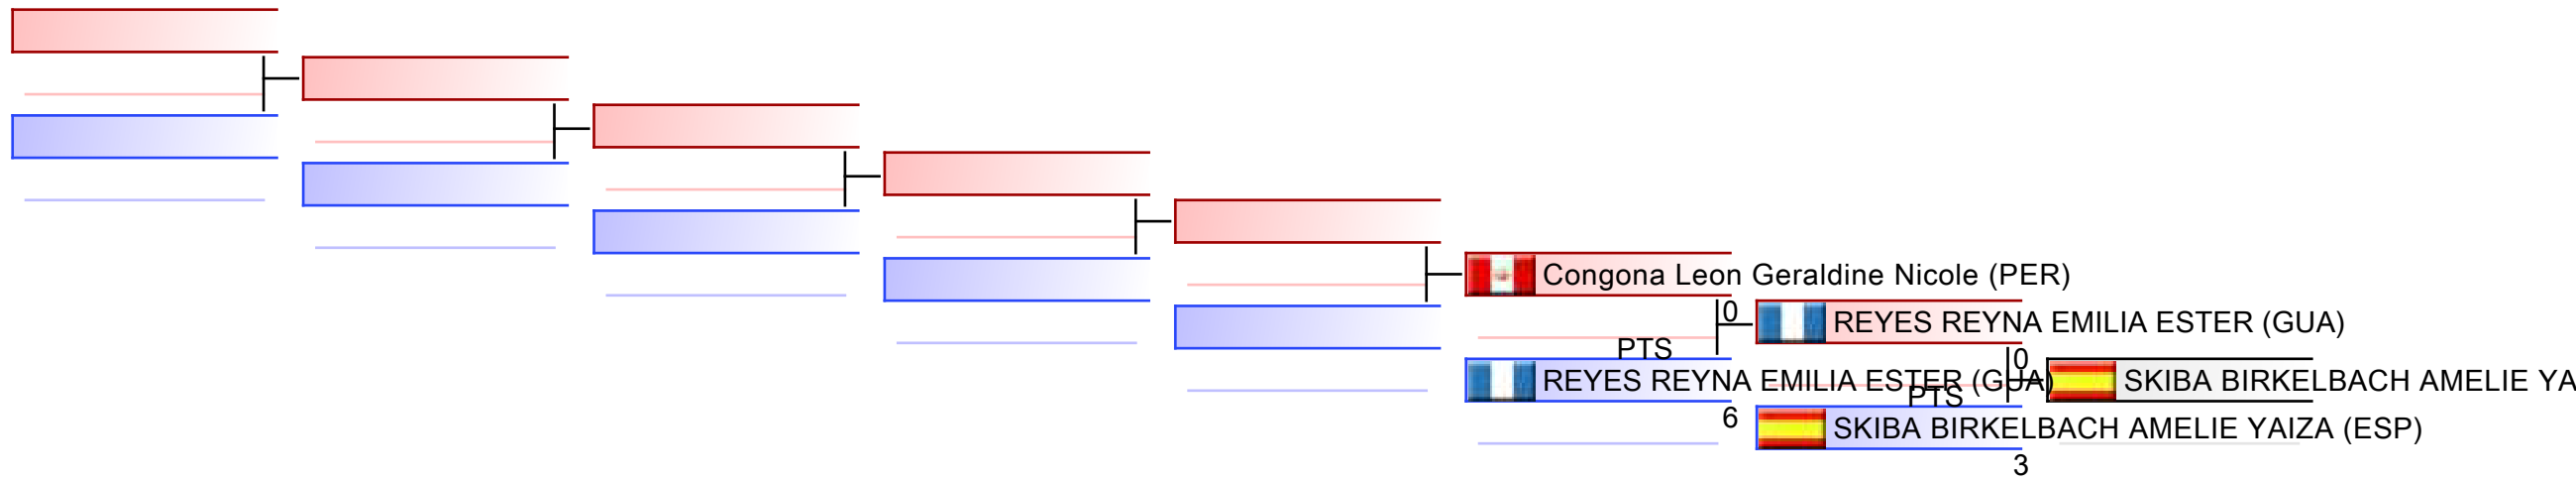 Congona Leon Geraldine Nicole (PER)
0
REYES REYNA EMILIA ESTER (GUA)
PTS
0
REYES REYNA EMILIA ESTER (GUA)
SKIBA BIRKELBACH AMELIE YA
PTS
6
SKIBA BIRKELBACH AMELIE YAIZA (ESP)
3